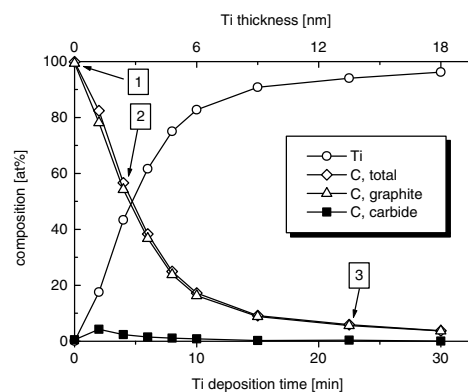 Ti thickness [nm]
0 6 12 18
100
80
60
40
20
0
composition [at%]
1
2
3
Ti
C, total
C, graphite
C, carbide
0 10 20 30
Ti deposition time [min]